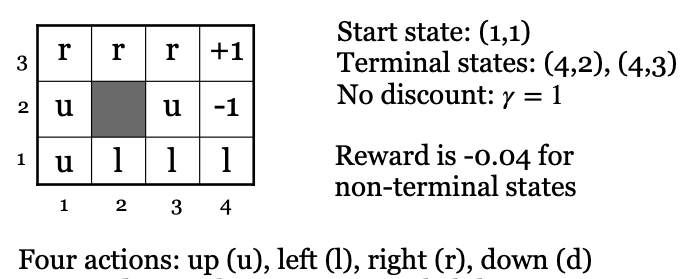 3 r r r +1
2 u u -1
1 u l l l
1 2 3 4
Start state: (1,1)
Terminal states: (4,2), (4,3)
No discount: γ = 1
Reward is -0.04 for
non-terminal states
Four actions: up (u), left (l), right (r), down (d)